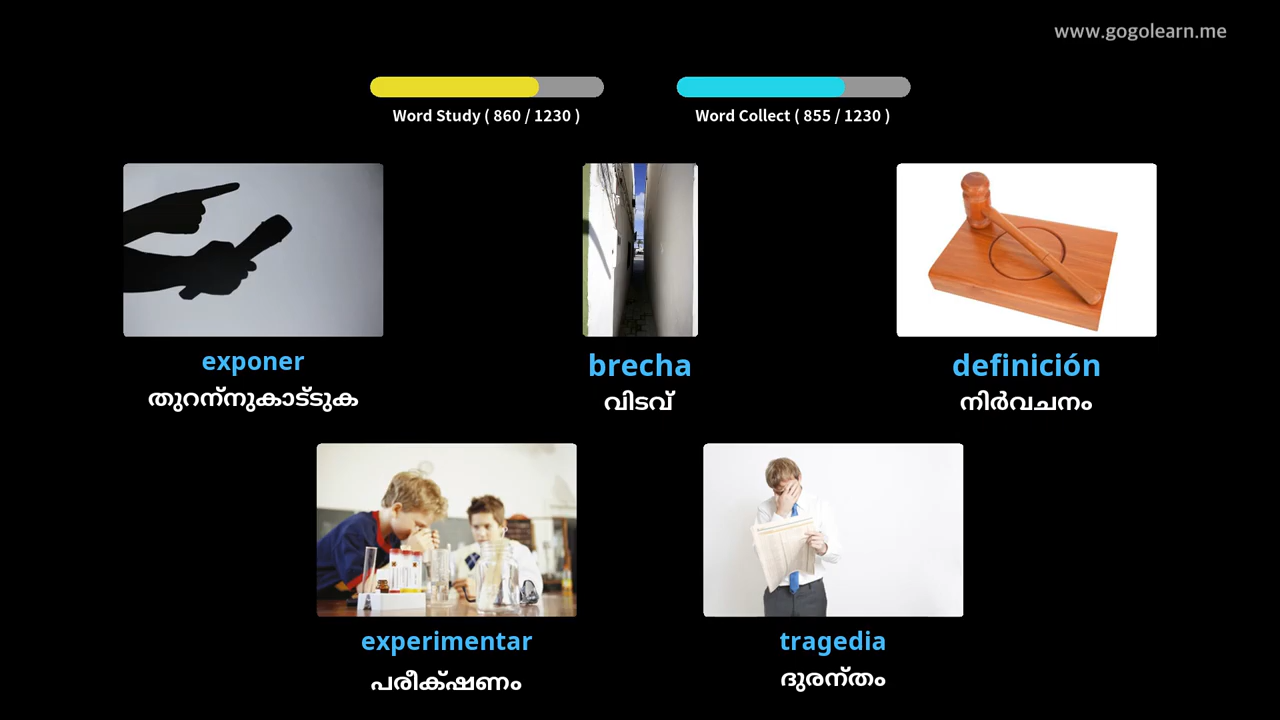 www.gogolearn.me
Word Study ( 860 / 1230 )
Word Collect ( 855 / 1230 )
exponer
തുറന്നുകാട്ടുക
brecha
വിടവ്
definición
നിർവചനം
experimentar
പരീക്ഷണം
tragedia
ദുരന്തം